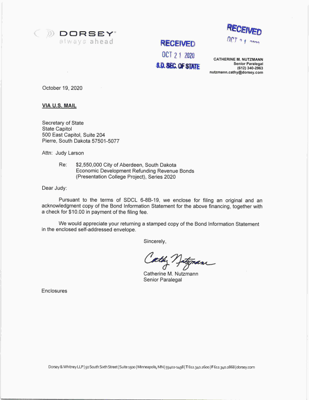 DORSEY
always ahead
RECEIVED
OCT 21 2020
S.D. SEC. OF STATE
RECEIVED
OCT 21
CATHERINE M. NUTZMANN
Senior Paralegal
(612) 340-2963
nutzmann.cathy@dorsey.com
October 19, 2020
VIA U.S. MAIL
Secretary of State
State Capitol
500 East Capitol, Suite 204
Pierre, South Dakota 57501-5077
Attn: Judy Larson
Re: $2,550,000 City of Aberdeen, South Dakota
Economic Development Refunding Revenue Bonds
(Presentation College Project), Series 2020
Dear Judy:
Pursuant to the terms of SDCL 6-8B-19, we enclose for filing an original and an
acknowledgment copy of the Bond Information Statement for the above financing, together with
a check for $10.00 in payment of the filing fee.
We would appreciate your returning a stamped copy of the Bond Information Statement
in the enclosed self-addressed envelope.
Sincerely,
Cathy Nutzmann
Catherine M. Nutzmann
Senior Paralegal
Enclosures
Dorsey & Whitney LLP | 50 South Sixth Street | Suite 1500 | Minneapolis, MN | 55402-1498 | T 612.340.2600 | F 612.340.2868 | dorsey.com